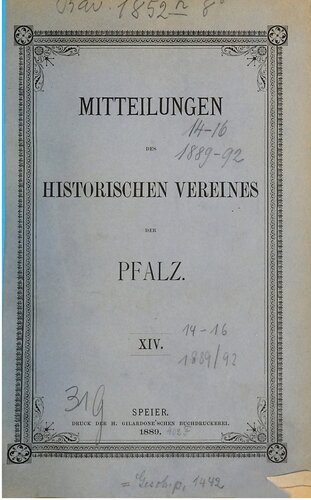 Bav. 1852 n 8°
MITTEILUNGEN
14-16
DES
1889-92
HISTORISCHEN VEREINES
DER
PFALZ.
XIV.
14-16
1889/92
319
SPEIER.
DRUCK DER H. GILARDONE'SCHEN BUCHDRUCKEREI.
1889.
1442